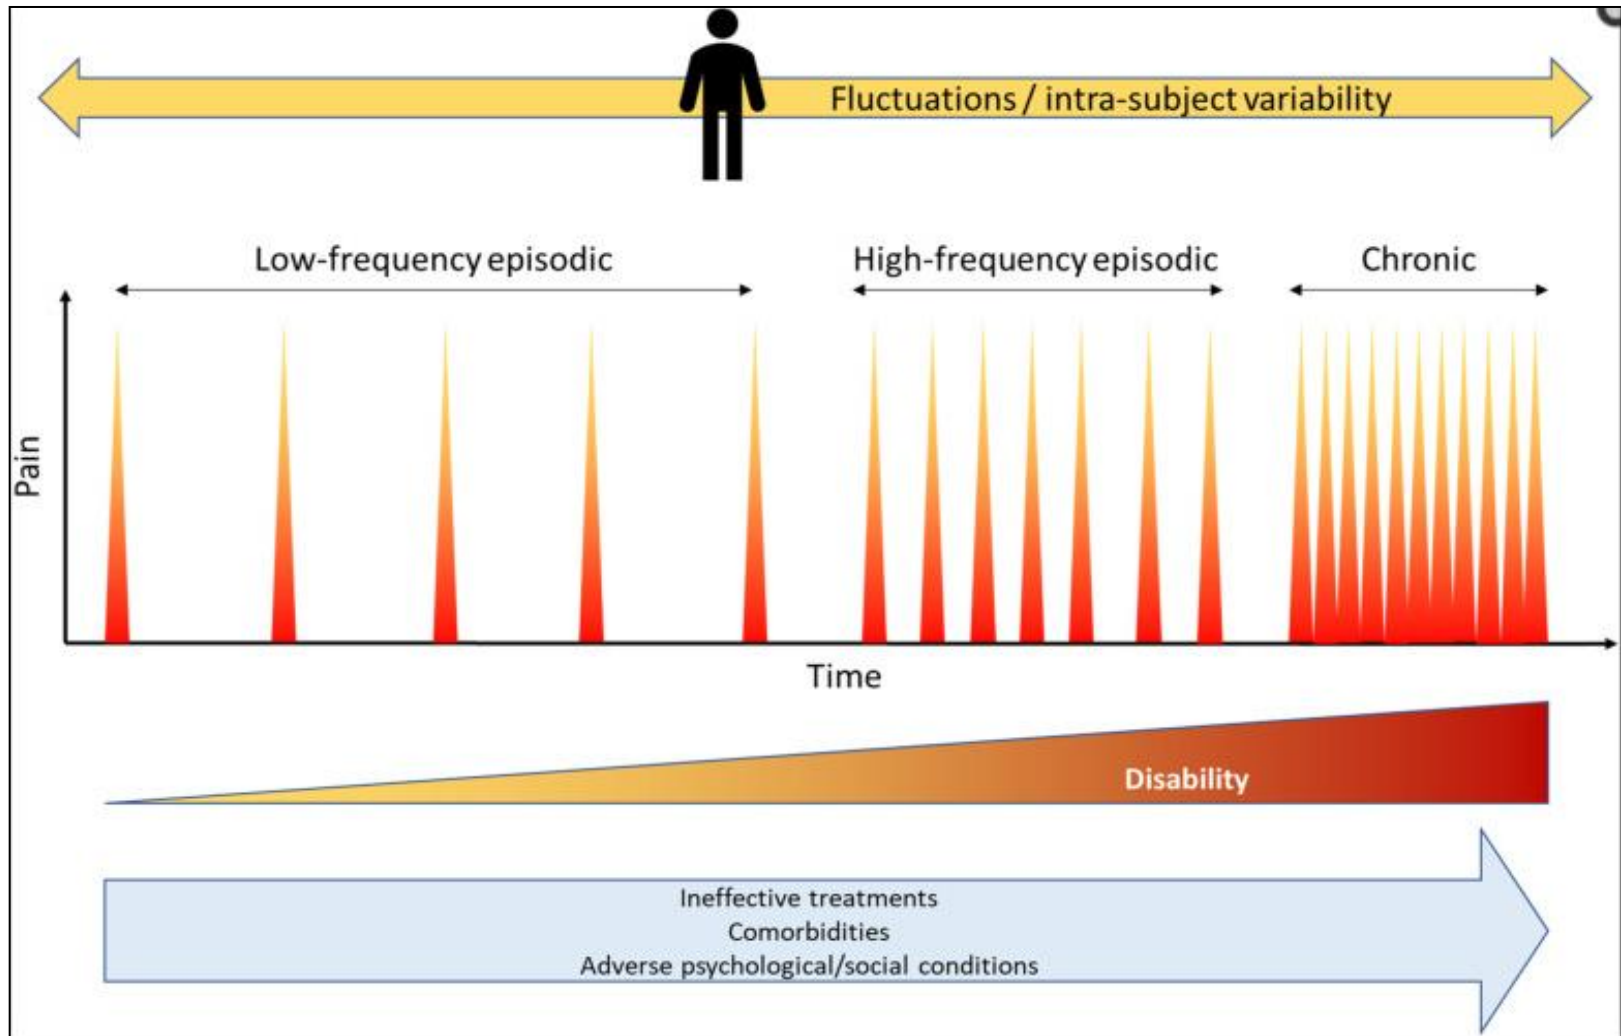 Fluctuations / intra-subject variability
Low-frequency episodic
High-frequency episodic
Chronic
Pain
Time
Disability
Ineffective treatments
Comorbidities
Adverse psychological/social conditions